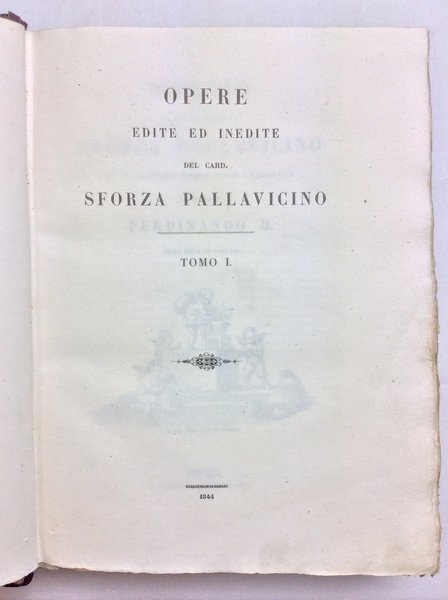 OPERE
EDITE ED INEDITE
DEL CARD.
SFORZA PALLAVICINO
TOMO I.
1844